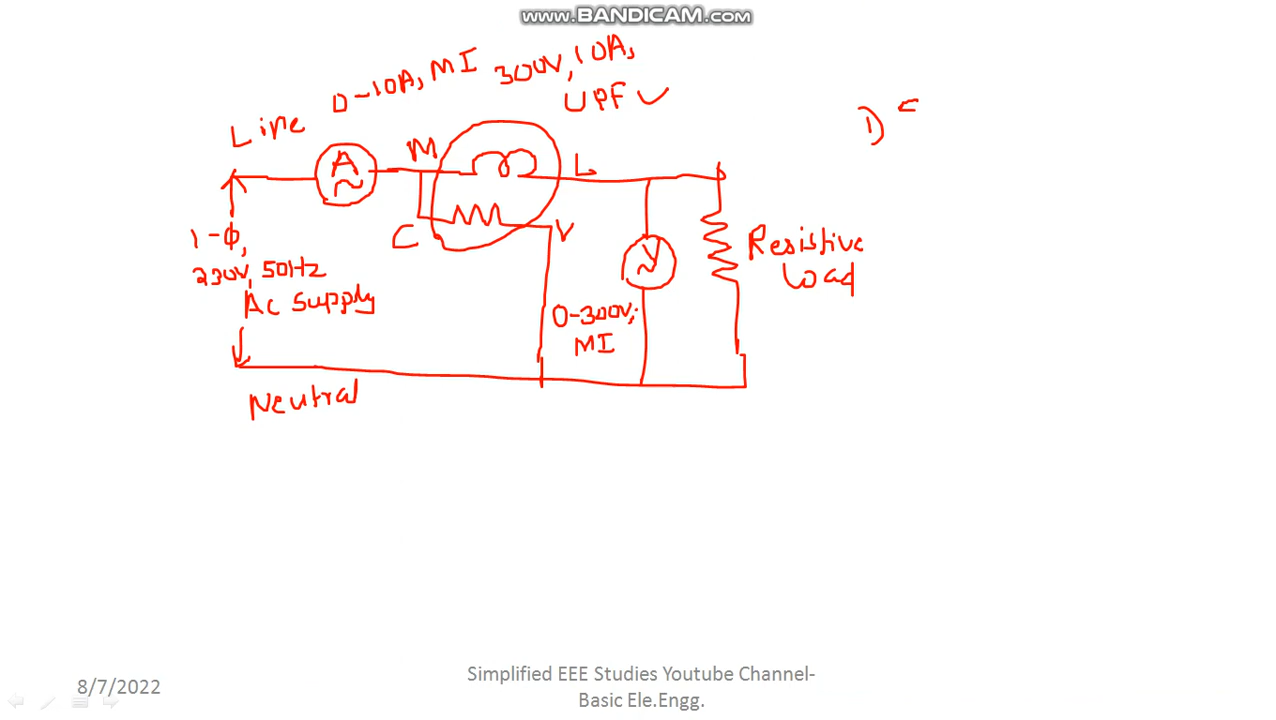 www.BANDICAM.com
0-10A, MI
300V, 10A,
UPF
Line
A
M
L
C
V
V
1-Φ,
230V, 50Hz
AC Supply
Resistive
Load
0-300V,
MI
Neutral
1)
8/7/2022
Simplified EEE Studies Youtube Channel-
Basic Ele.Engg.